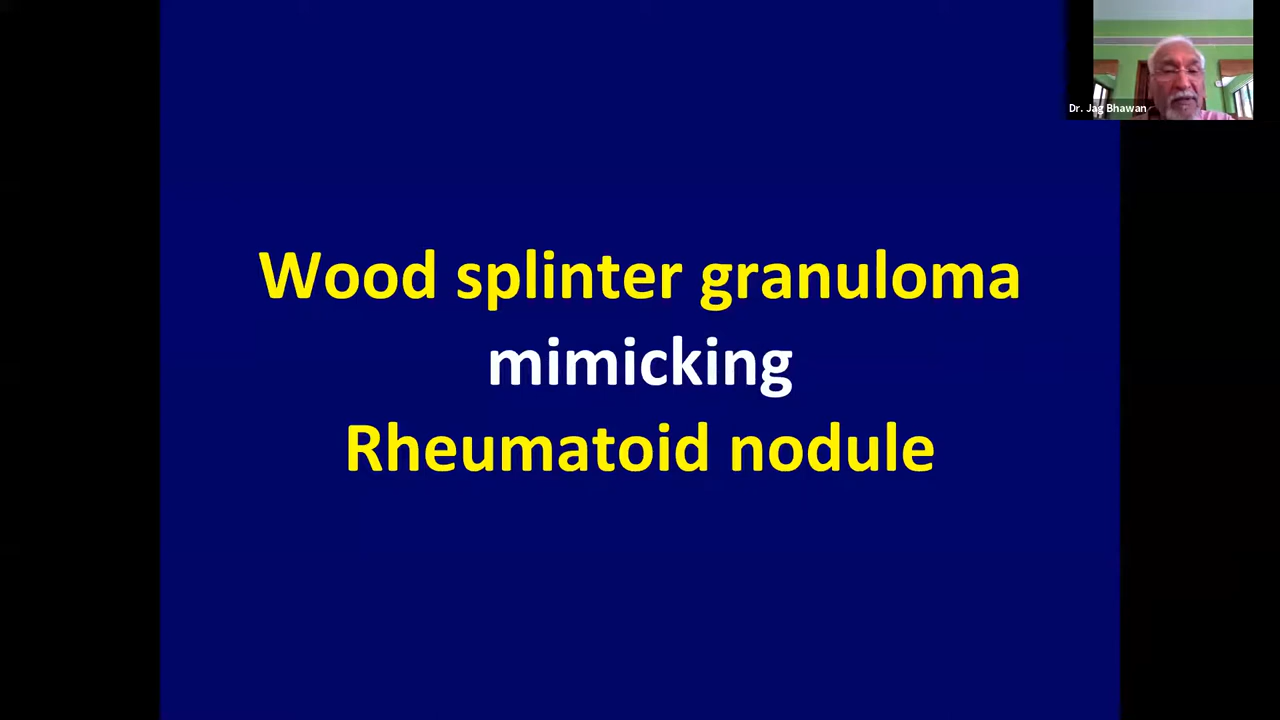 Dr. Jag Bhawan
Wood splinter granuloma
mimicking
Rheumatoid nodule